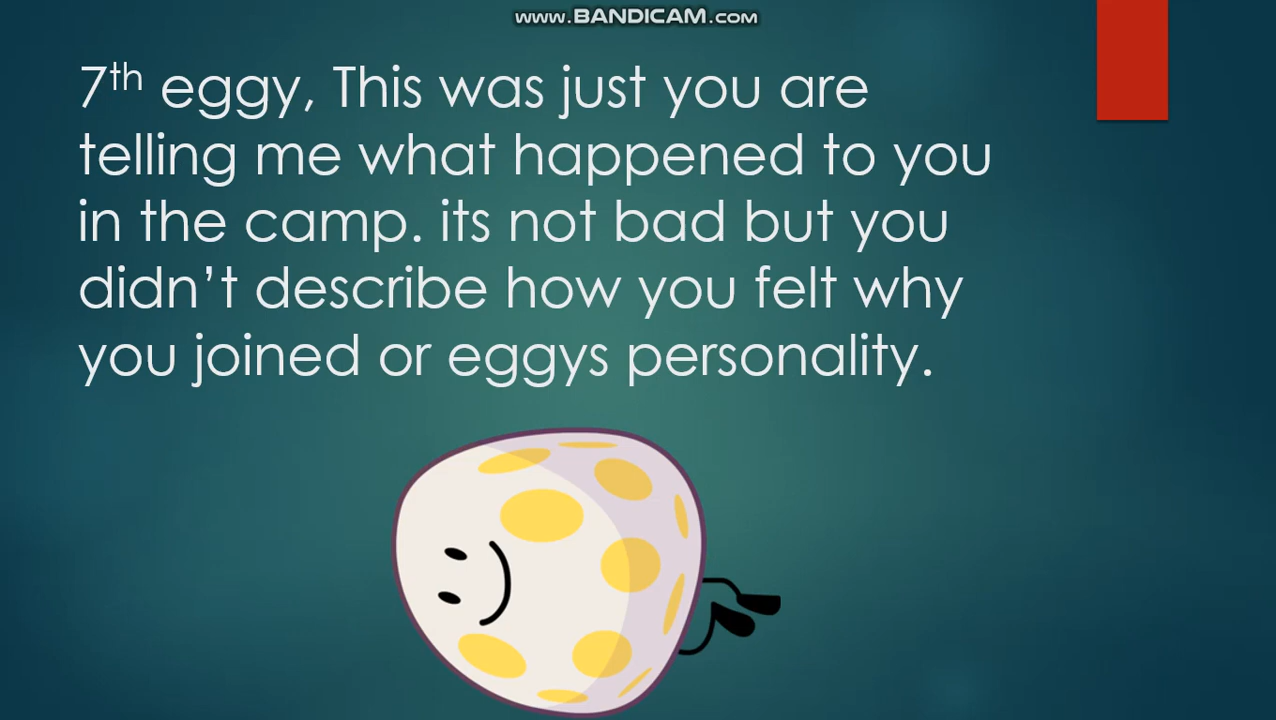 www.BANDICAM.com
7th eggy, This was just you are
telling me what happened to you
in the camp. its not bad but you
didn’t describe how you felt why
you joined or eggys personality.